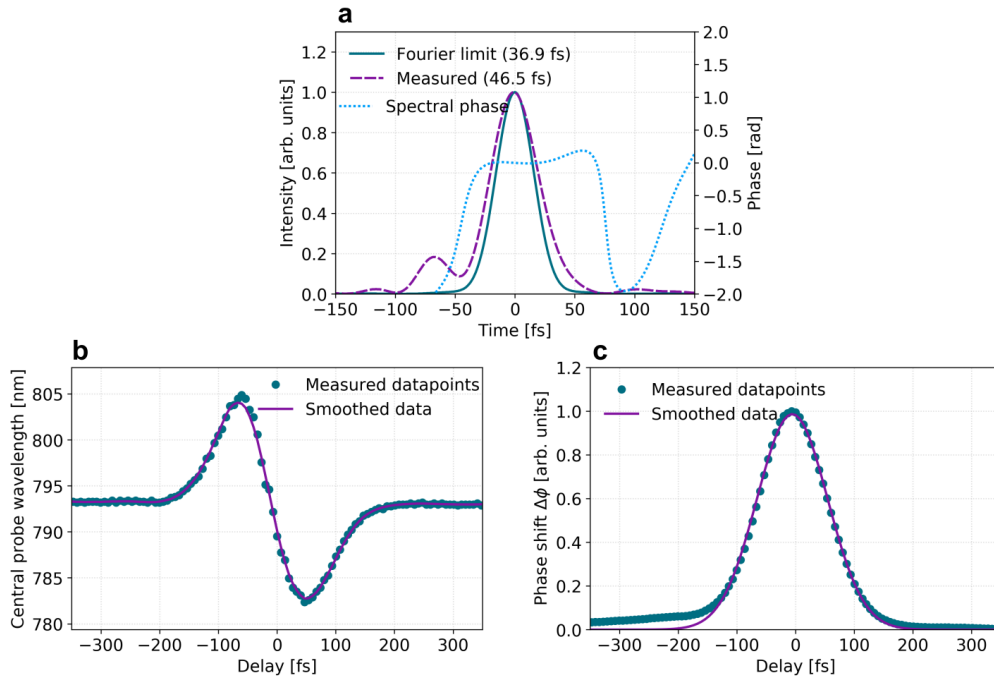 a
Intensity [arb. units]
1.2
1.0
0.8
0.6
0.4
0.2
0.0
Fourier limit (36.9 fs)
Measured (46.5 fs)
Spectral phase
2.0
1.5
1.0
0.5
0.0
−0.5
−1.0
−1.5
−2.0
Phase [rad]
−150 −100 −50 0 50 100 150
Time [fs]
b
Central probe wavelength [nm]
805
800
795
790
785
780
Measured datapoints
Smoothed data
−300 −200 −100 0 100 200 300
Delay [fs]
c
Phase shift Δϕ [arb. units]
1.2
1.0
0.8
0.6
0.4
0.2
0.0
Measured datapoints
Smoothed data
−300 −200 −100 0 100 200 300
Delay [fs]